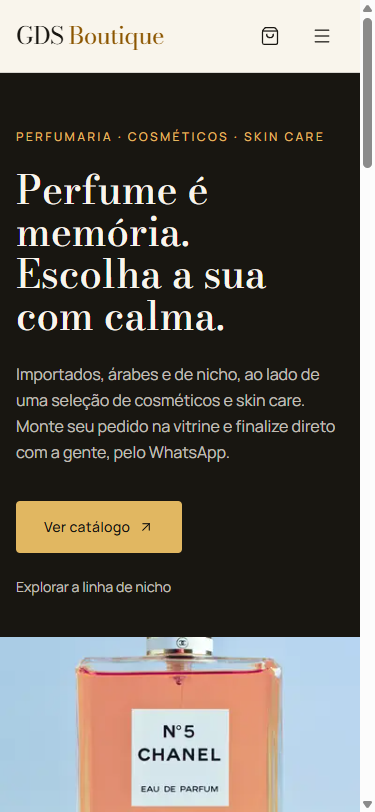 GDS Boutique
PERFUMARIA · COSMÉTICOS · SKIN CARE
Perfume é
memória.
Escolha a sua
com calma.
Importados, árabes e de nicho, ao lado de
uma seleção de cosméticos e skin care.
Monte seu pedido na vitrine e finalize direto
com a gente, pelo WhatsApp.
Ver catálogo
Explorar a linha de nicho
N°5
CHANEL
EAU DE PARFUM